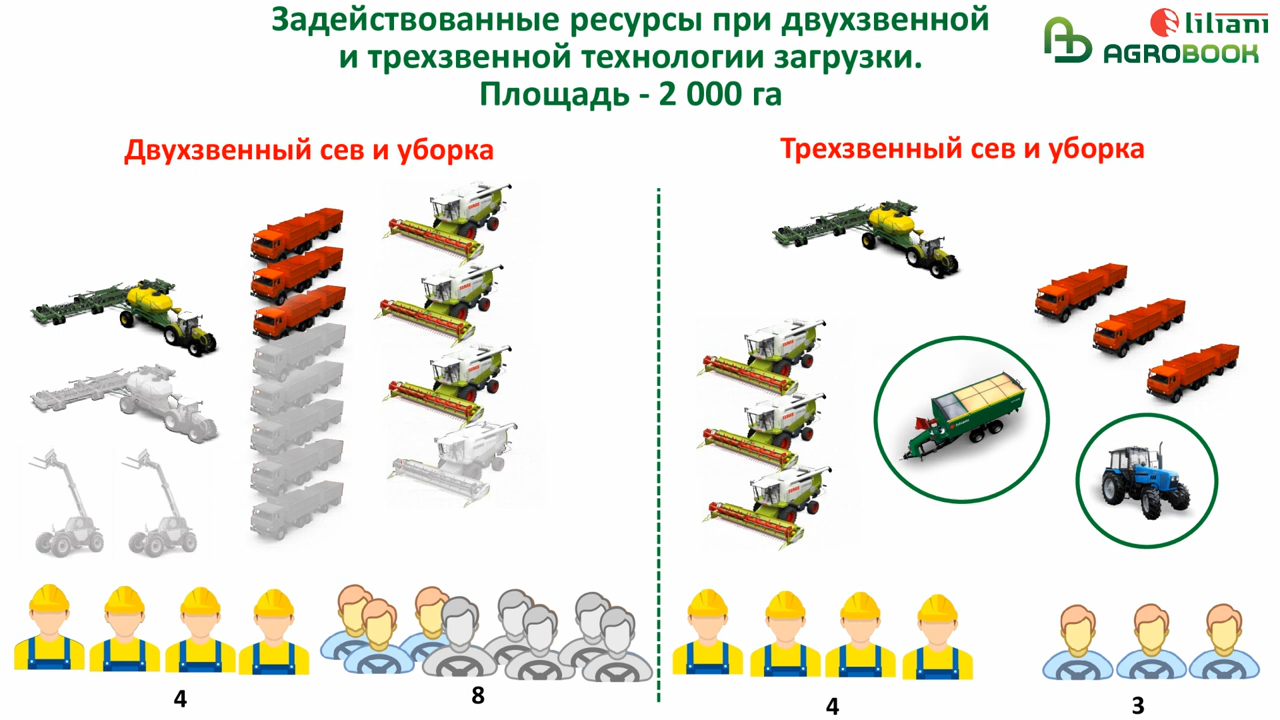 Задействованные ресурсы при двухзвенной
и трехзвенной технологии загрузки.
Площадь - 2 000 га
liliani
AGROBOOK
Двухзвенный сев и уборка
Трехзвенный сев и уборка
4
8
4
3